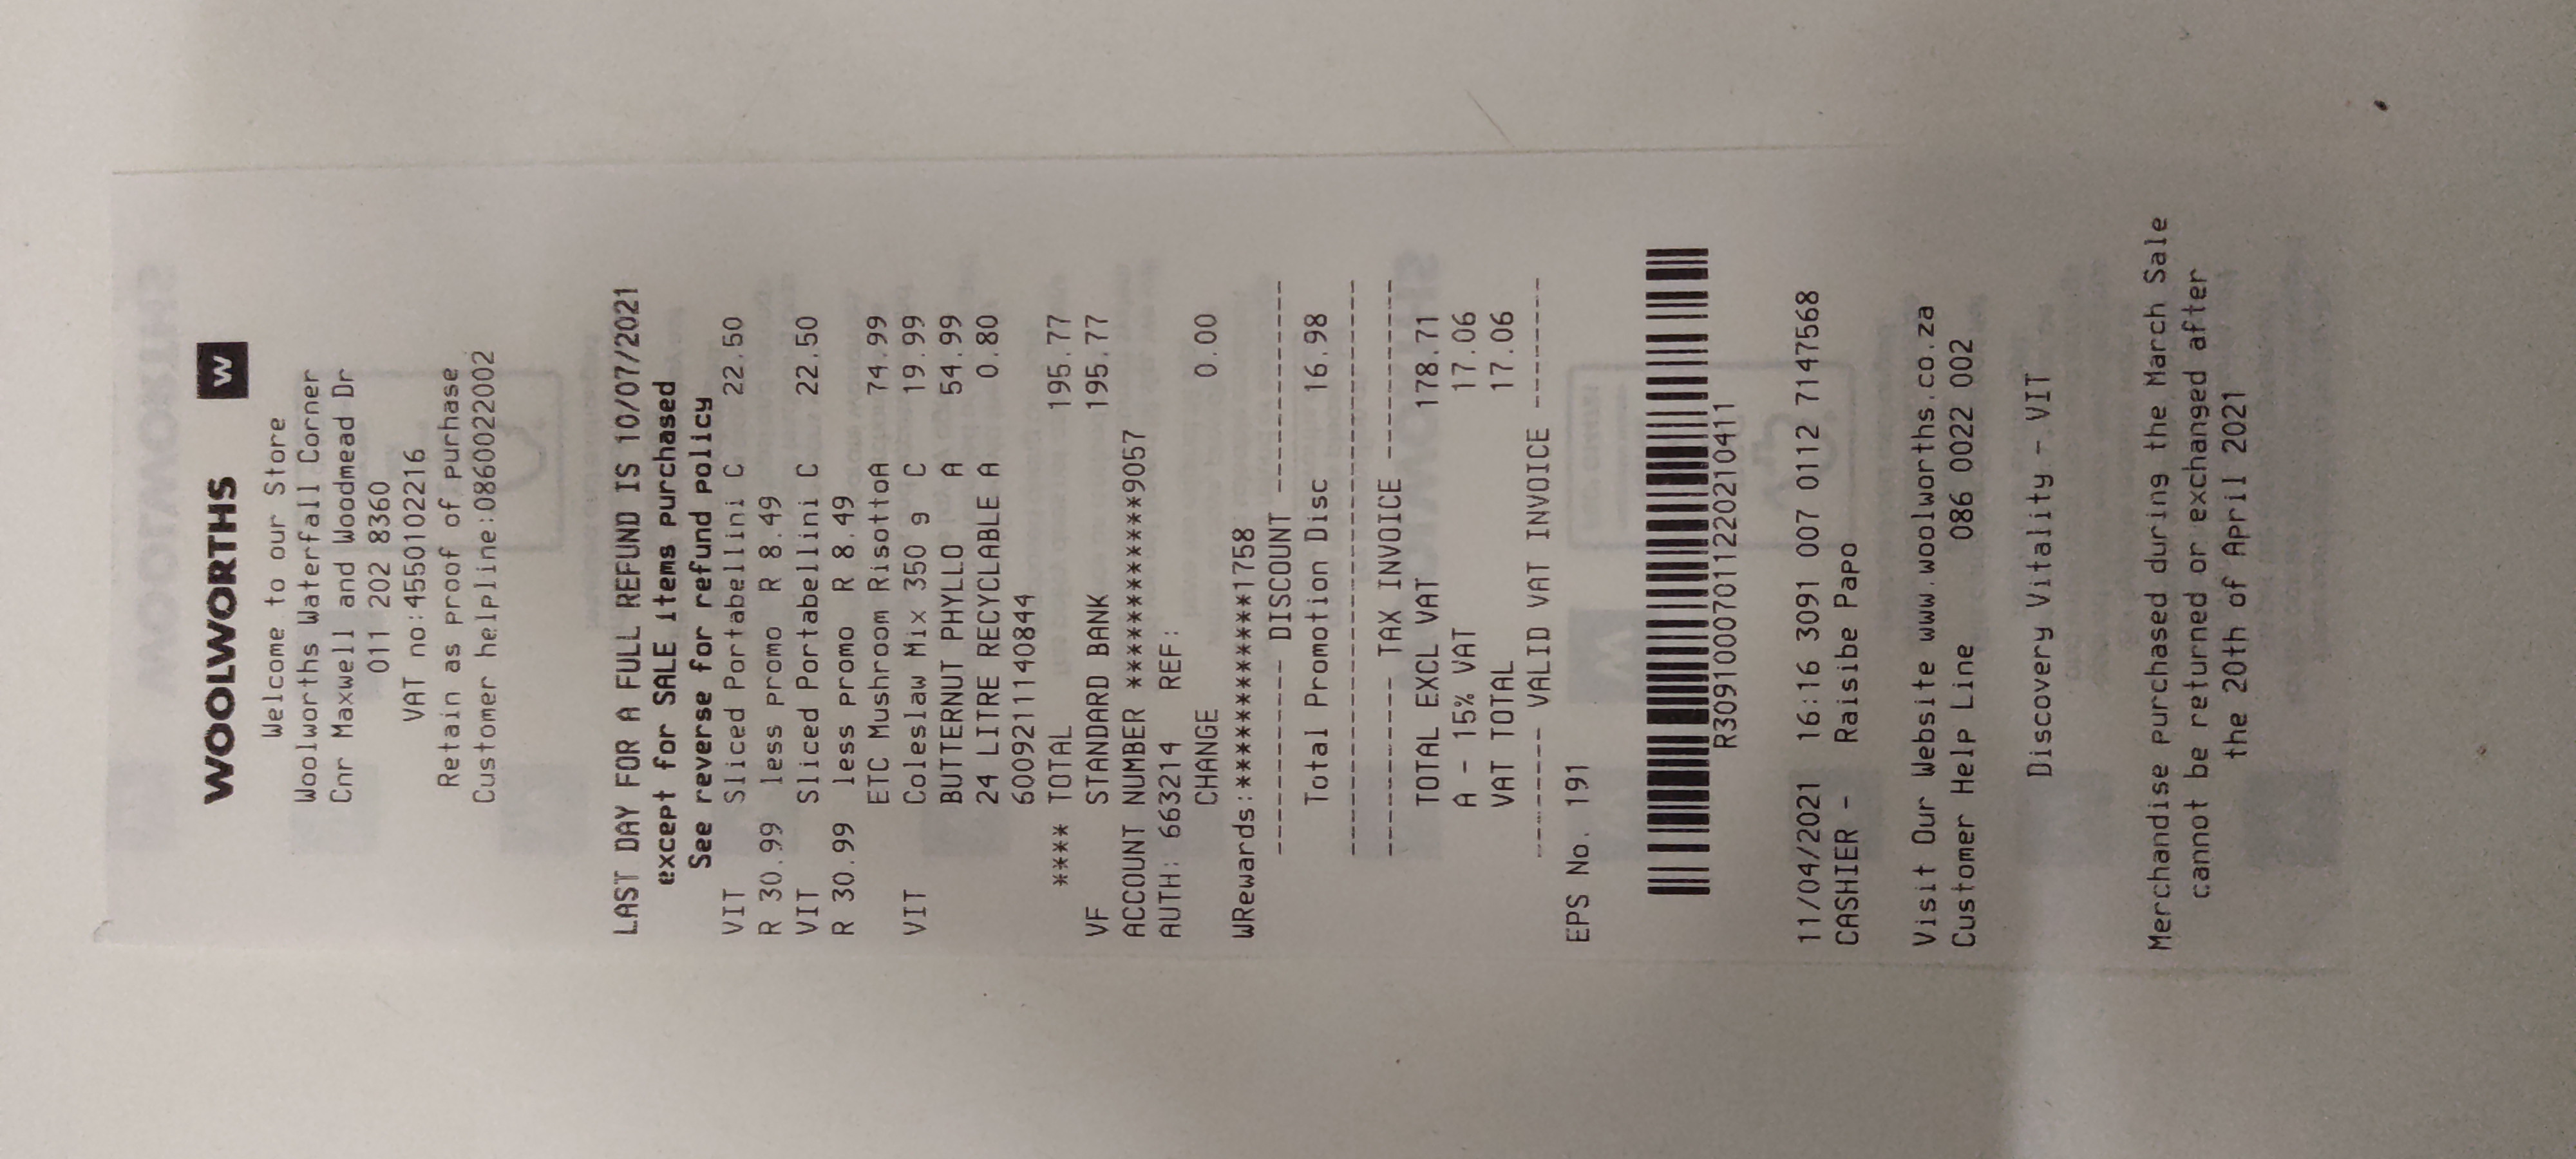 WOOLWORTHS W
Welcome to our Store
Woolworths Waterfall Corner
Cnr Maxwell and Woodmead Dr
011 202 8360
VAT no:4550102216
Retain as proof of purhase
Customer helpline:0860022002
LAST DAY FOR A FULL REFUND IS 10/07/2021
except for SALE items purchased
See reverse for refund policy
VIT Sliced Portabellini C 22.50
R 30.99 less promo R 8.49
VIT Sliced Portabellini C 22.50
R 30.99 less promo R 8.49
ETC Mushroom RisottoA 74.99
VIT Coleslaw Mix 350 g C 19.99
BUTTERNUT PHYLLO A 54.99
24 LITRE RECYCLABLE A 0.80
6009211140844
**** TOTAL 195.77
VF STANDARD BANK 195.77
ACCOUNT NUMBER ************9057
AUTH: 663214 REF:
CHANGE 0.00
WRewards:************1758
------------ DISCOUNT -------------
Total Promotion Disc 16.98
-----------------------------------
----------- TAX INVOICE -----------
TOTAL EXCL VAT 178.71
A - 15% VAT 17.06
VAT TOTAL 17.06
-------- VALID VAT INVOICE --------
EPS No. 191
R30910007011220210411
11/04/2021 16:16 3091 007 0112 7147568
CASHIER - Raisibe Papo
Visit Our Website www.woolworths.co.za
Customer Help Line 086 0022 002
Discovery Vitality - VIT
Merchandise purchased during the March Sale
cannot be returned or exchanged after
the 20th of April 2021